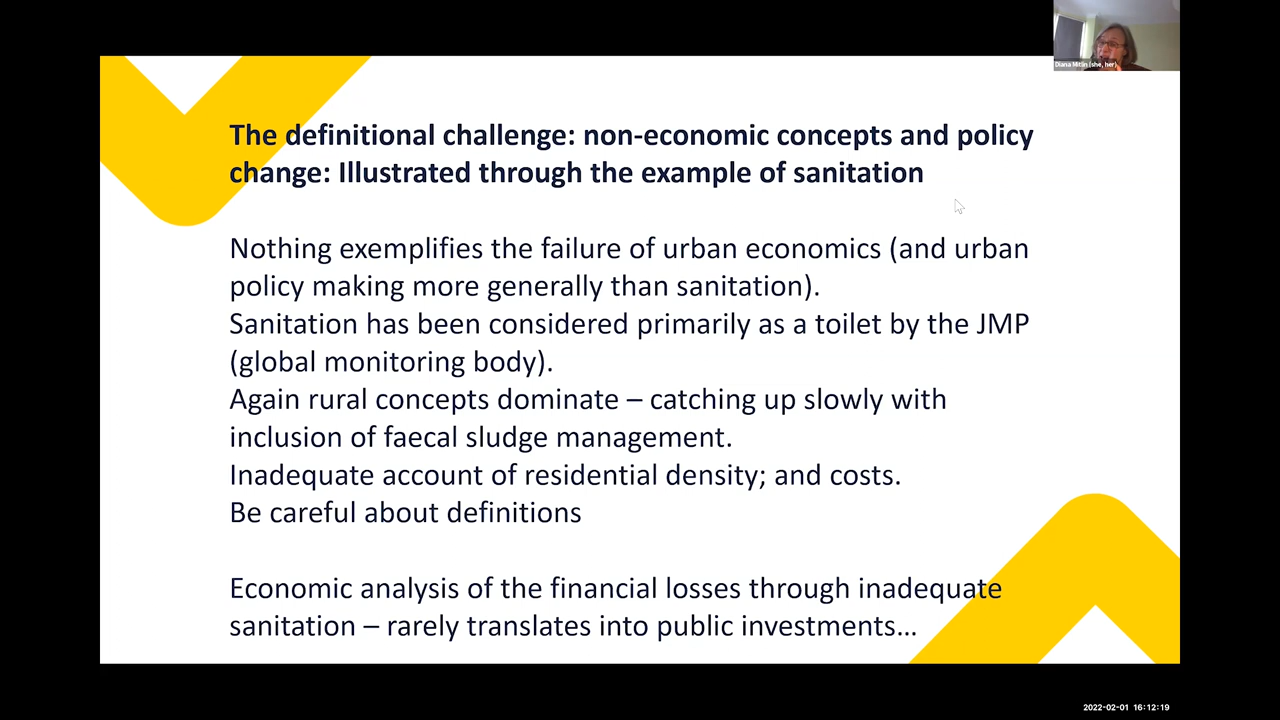 Diana Mitlin (she, her)
The definitional challenge: non-economic concepts and policy
change: Illustrated through the example of sanitation
Nothing exemplifies the failure of urban economics (and urban
policy making more generally than sanitation).
Sanitation has been considered primarily as a toilet by the JMP
(global monitoring body).
Again rural concepts dominate – catching up slowly with
inclusion of faecal sludge management.
Inadequate account of residential density; and costs.
Be careful about definitions
Economic analysis of the financial losses through inadequate
sanitation – rarely translates into public investments...
2022-02-01 16:12:19